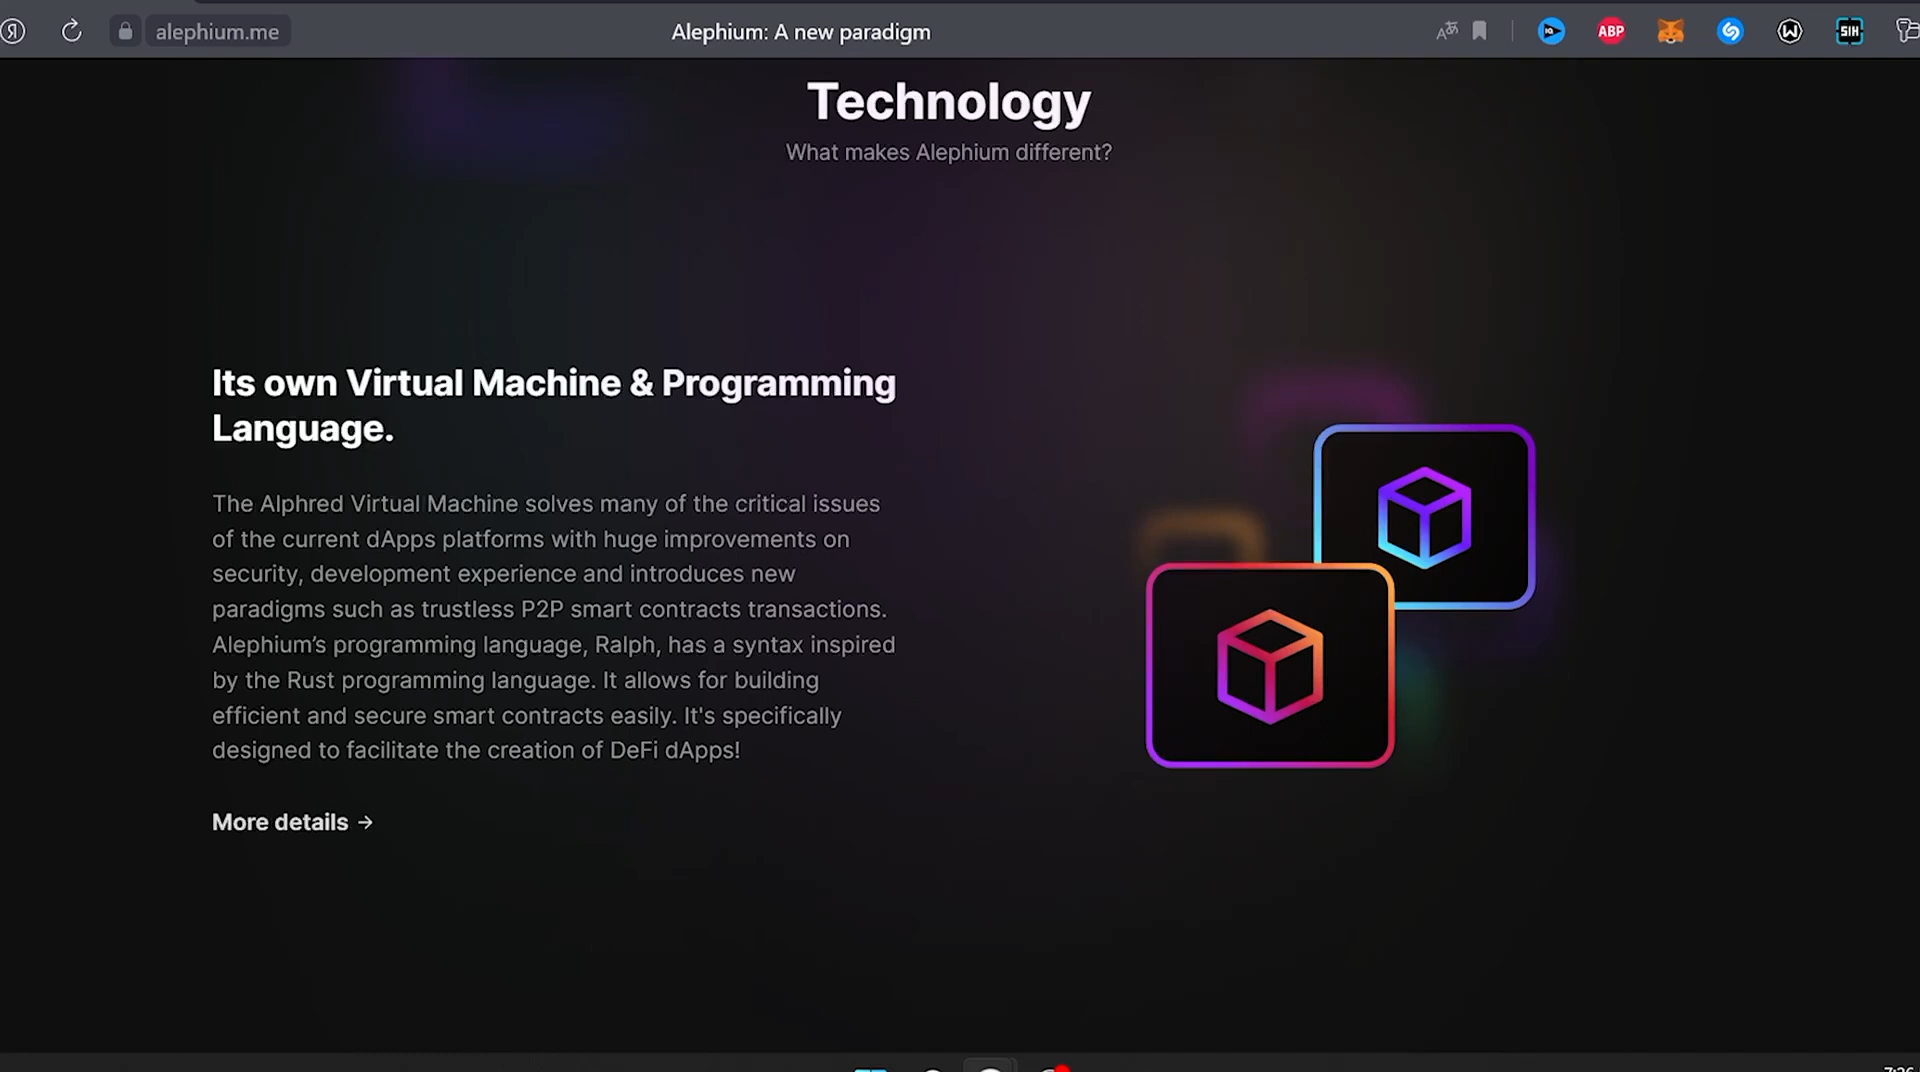 Я
alephium.me
Alephium: A new paradigm
ABP
SIH
Technology
What makes Alephium different?
Its own Virtual Machine & Programming
Language.
The Alphred Virtual Machine solves many of the critical issues
of the current dApps platforms with huge improvements on
security, development experience and introduces new
paradigms such as trustless P2P smart contracts transactions.
Alephium’s programming language, Ralph, has a syntax inspired
by the Rust programming language. It allows for building
efficient and secure smart contracts easily. It's specifically
designed to facilitate the creation of DeFi dApps!
More details →